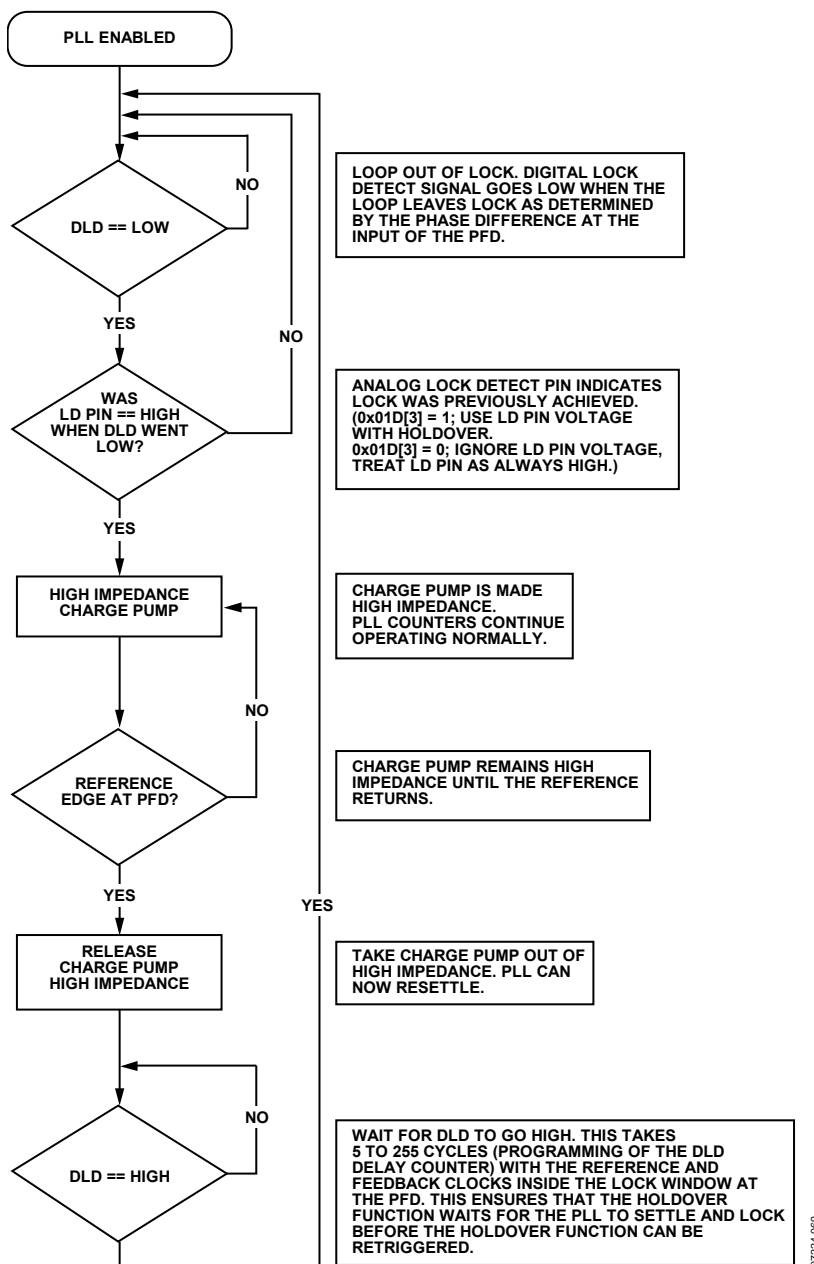 PLL ENABLED
NO
DLD == LOW
LOOP OUT OF LOCK. DIGITAL LOCK
DETECT SIGNAL GOES LOW WHEN THE
LOOP LEAVES LOCK AS DETERMINED
BY THE PHASE DIFFERENCE AT THE
INPUT OF THE PFD.
YES
NO
WAS
LD PIN == HIGH
WHEN DLD WENT
LOW?
ANALOG LOCK DETECT PIN INDICATES
LOCK WAS PREVIOUSLY ACHIEVED.
(0x01D[3] = 1; USE LD PIN VOLTAGE
WITH HOLDOVER.
0x01D[3] = 0; IGNORE LD PIN VOLTAGE,
TREAT LD PIN AS ALWAYS HIGH.)
YES
HIGH IMPEDANCE
CHARGE PUMP
CHARGE PUMP IS MADE
HIGH IMPEDANCE.
PLL COUNTERS CONTINUE
OPERATING NORMALLY.
NO
REFERENCE
EDGE AT PFD?
CHARGE PUMP REMAINS HIGH
IMPEDANCE UNTIL THE REFERENCE
RETURNS.
YES
YES
RELEASE
CHARGE PUMP
HIGH IMPEDANCE
TAKE CHARGE PUMP OUT OF
HIGH IMPEDANCE. PLL CAN
NOW RESETTLE.
NO
DLD == HIGH
WAIT FOR DLD TO GO HIGH. THIS TAKES
5 TO 255 CYCLES (PROGRAMMING OF THE DLD
DELAY COUNTER) WITH THE REFERENCE AND
FEEDBACK CLOCKS INSIDE THE LOCK WINDOW AT
THE PFD. THIS ENSURES THAT THE HOLDOVER
FUNCTION WAITS FOR THE PLL TO SETTLE AND LOCK
BEFORE THE HOLDOVER FUNCTION CAN BE
RETRIGGERED.